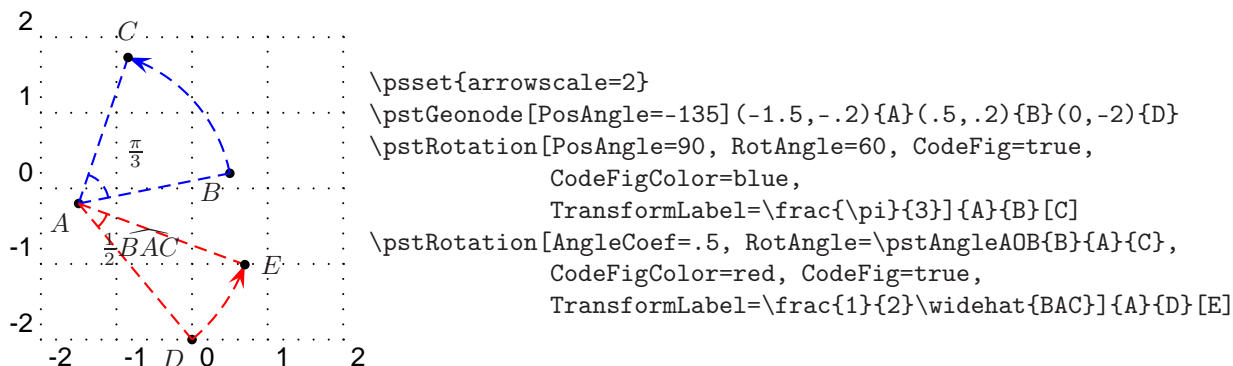 2
C
1
π/3
0
B
A
-1
1/2 BAC
E
-2
D
-2 -1 0 1 2
\psset{arrowscale=2}
\pstGeonode[PosAngle=-135](-1.5,-.2){A}(.5,.2){B}(0,-2){D}
\pstRotation[PosAngle=90, RotAngle=60, CodeFig=true,
CodeFigColor=blue,
TransformLabel=\frac{\pi}{3}]{A}{B}[C]
\pstRotation[AngleCoef=.5, RotAngle=\pstAngleAOB{B}{A}{C},
CodeFigColor=red, CodeFig=true,
TransformLabel=\frac{1}{2}\widehat{BAC}]{A}{D}[E]